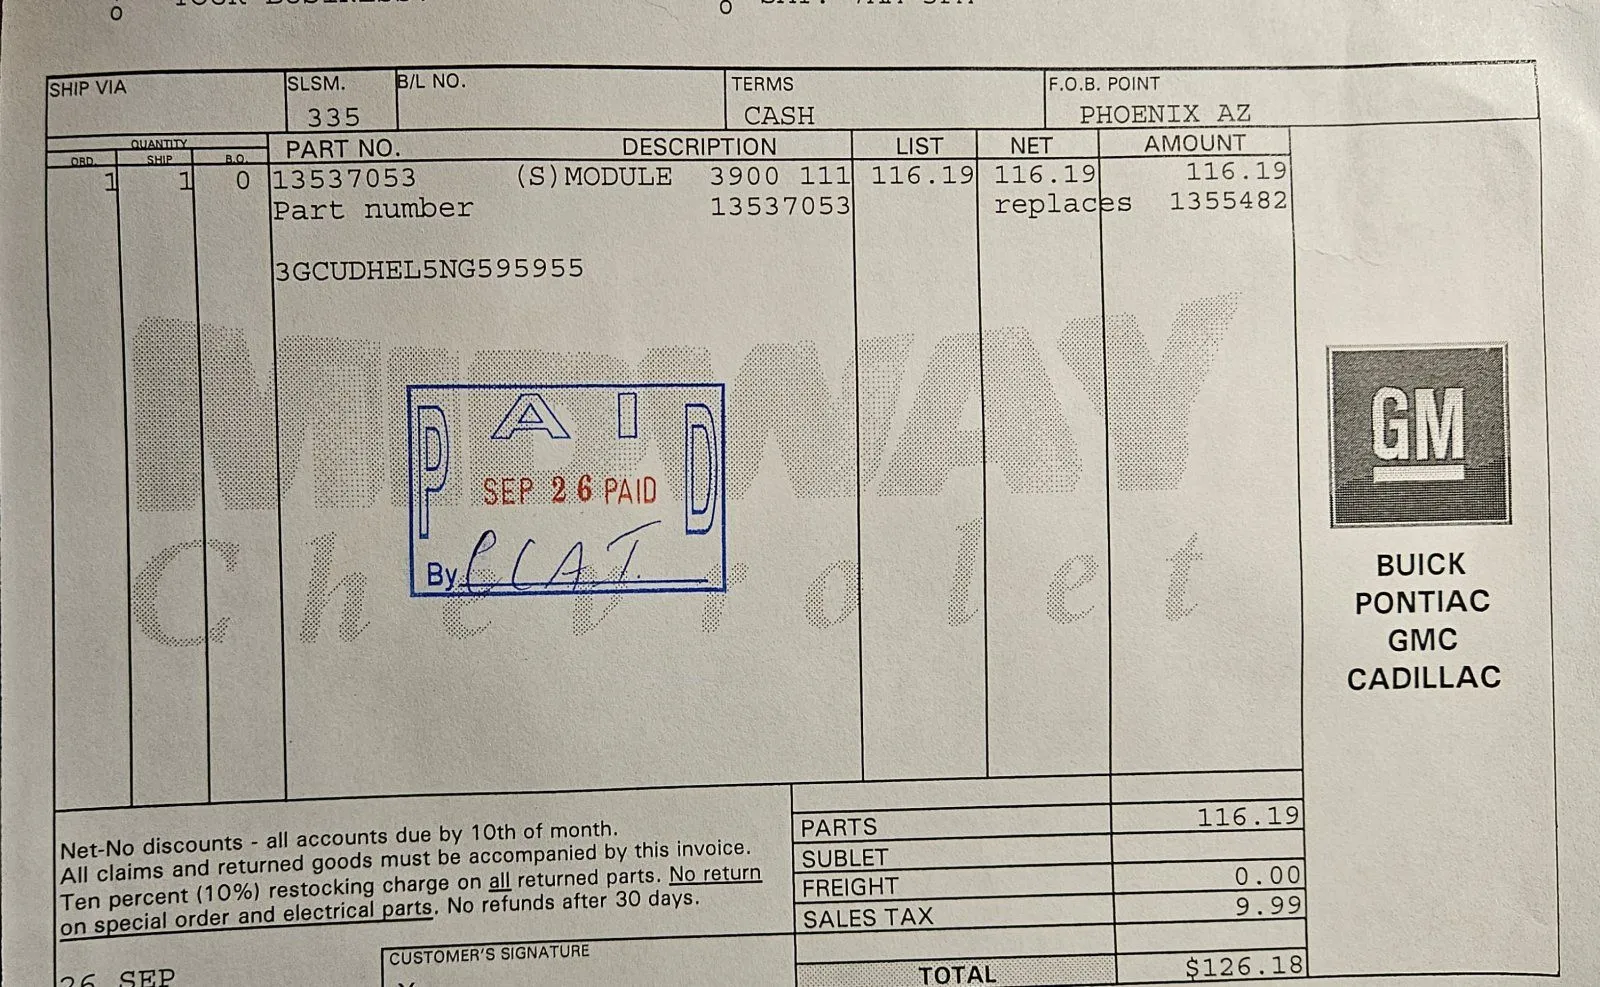 SHIP VIA SLSM. B/L NO. TERMS F.O.B. POINT
335 CASH PHOENIX AZ
QUANTITY
ORD. SHIP B.O. PART NO. DESCRIPTION LIST NET AMOUNT
1 1 0 13537053 (S)MODULE 3900 111 116.19 116.19 116.19
Part number 13537053 replaces 1355482
3GCUDHEL5NG595955
MIDWAY
Chevrolet
PAID
SEP 26 PAID
By
GM
BUICK
PONTIAC
GMC
CADILLAC
Net-No discounts - all accounts due by 10th of month.
All claims and returned goods must be accompanied by this invoice.
Ten percent (10%) restocking charge on all returned parts. No return
on special order and electrical parts. No refunds after 30 days.
PARTS 116.19
SUBLET
FREIGHT 0.00
SALES TAX 9.99
TOTAL $126.18
26 SEP
CUSTOMER'S SIGNATURE